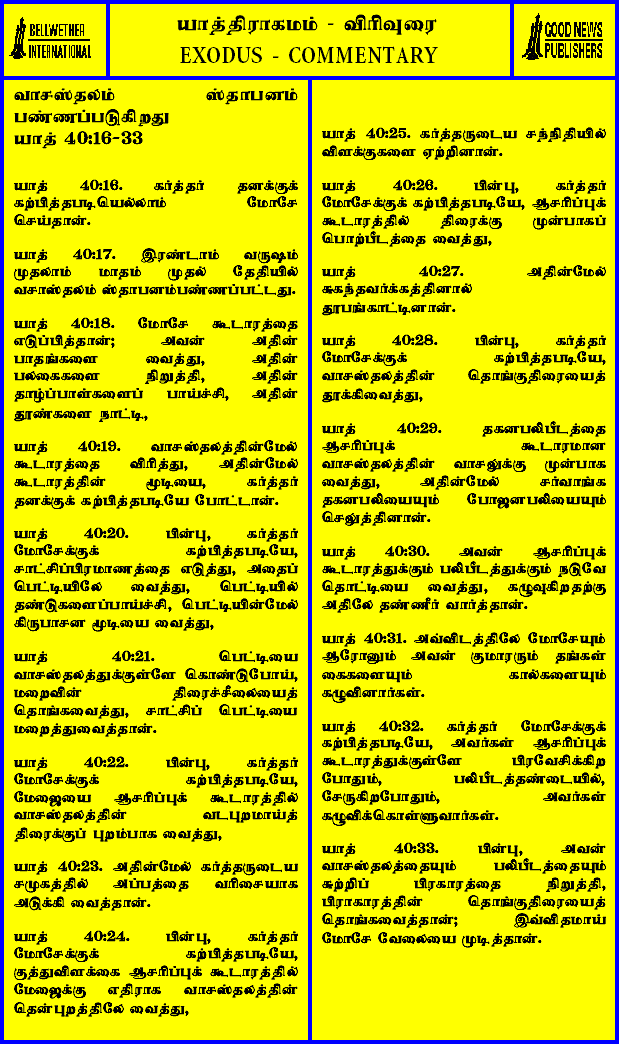 BELLWETHER
INTERNATIONAL
யாத்திராகமம் - விரிவுரை
EXODUS - COMMENTARY
GOOD NEWS
PUBLISHERS
வாசஸ்தலம் ஸ்தாபனம்
பண்ணப்படுகிறது
யாத் 40:16-33
யாத் 40:16. கர்த்தர் தனக்குக்
கற்பித்தபடியெல்லாம் மோசே
செய்தான்.
யாத் 40:17. இரண்டாம் வருஷம்
முதலாம் மாதம் முதல் தேதியில்
வசாஸ்தலம் ஸ்தாபனம்பண்ணப்பட்டது.
யாத் 40:18. மோசே கூடாரத்தை
எடுப்பித்தான்; அவன் அதின்
பாதங்களை வைத்து, அதின்
பலகைகளை நிறுத்தி, அதின்
தாழ்ப்பாள்களைப் பாய்ச்சி, அதின்
தூண்களை நாட்டி,
யாத் 40:19. வாசஸ்தலத்தின்மேல்
கூடாரத்தை விரித்து, அதின்மேல்
கூடாரத்தின் மூடியை, கர்த்தர்
தனக்குக் கற்பித்தபடியே போட்டான்.
யாத் 40:20. பின்பு, கர்த்தர்
மோசேக்குக் கற்பித்தபடியே,
சாட்சிப்பிரமாணத்தை எடுத்து, அதைப்
பெட்டியிலே வைத்து, பெட்டியில்
தண்டுகளைப்பாய்ச்சி, பெட்டியின்மேல்
கிருபாசன மூடியை வைத்து,
யாத் 40:21. பெட்டியை
வாசஸ்தலத்துக்குள்ளே கொண்டுபோய்,
மறைவின் திரைச்சீலையைத்
தொங்கவைத்து, சாட்சிப் பெட்டியை
மறைத்துவைத்தான்.
யாத் 40:22. பின்பு, கர்த்தர்
மோசேக்குக் கற்பித்தபடியே,
மேஜையை ஆசரிப்புக் கூடாரத்தில்
வாசஸ்தலத்தின் வடபுறமாய்த்
திரைக்குப் புறம்பாக வைத்து,
யாத் 40:23. அதின்மேல் கர்த்தருடைய
சமுகத்தில் அப்பத்தை வரிசையாக
அடுக்கி வைத்தான்.
யாத் 40:24. பின்பு, கர்த்தர்
மோசேக்குக் கற்பித்தபடியே,
குத்துவிளக்கை ஆசரிப்புக் கூடாரத்தில்
மேஜைக்கு எதிராக வாசஸ்தலத்தின்
தென்புறத்திலே வைத்து,
யாத் 40:25. கர்த்தருடைய சந்நிதியில்
விளக்குகளை ஏற்றினான்.
யாத் 40:26. பின்பு, கர்த்தர்
மோசேக்குக் கற்பித்தபடியே, ஆசரிப்புக்
கூடாரத்தில் திரைக்கு முன்பாகப்
பொற்பீடத்தை வைத்து,
யாத் 40:27. அதின்மேல்
சுகந்தவர்க்கத்தினால்
தூபங்காட்டினான்.
யாத் 40:28. பின்பு, கர்த்தர்
மோசேக்குக் கற்பித்தபடியே,
வாசஸ்தலத்தின் தொங்குதிரையைத்
தூக்கிவைத்து,
யாத் 40:29. தகனபலிபீடத்தை
ஆசரிப்புக் கூடாரமான
வாசஸ்தலத்தின் வாசலுக்கு முன்பாக
வைத்து, அதின்மேல் சர்வாங்க
தகனபலியையும் போஜனபலியையும்
செலுத்தினான்.
யாத் 40:30. அவன் ஆசரிப்புக்
கூடாரத்துக்கும் பலிபீடத்துக்கும் நடுவே
தொட்டியை வைத்து, கழுவுகிறதற்கு
அதிலே தண்ணீர் வார்த்தான்.
யாத் 40:31. அவ்விடத்திலே மோசேயும்
ஆரோனும் அவன் குமாரரும் தங்கள்
கைகளையும் கால்களையும்
கழுவினார்கள்.
யாத் 40:32. கர்த்தர் மோசேக்குக்
கற்பித்தபடியே, அவர்கள் ஆசரிப்புக்
கூடாரத்துக்குள்ளே பிரவேசிக்கிற
போதும், பலிபீடத்தண்டையில்,
சேருகிறபோதும், அவர்கள்
கழுவிக்கொள்ளுவார்கள்.
யாத் 40:33. பின்பு, அவன்
வாசஸ்தலத்தையும் பலிபீடத்தையும்
சுற்றிப் பிரகாரத்தை நிறுத்தி,
பிராகாரத்தின் தொங்குதிரையைத்
தொங்கவைத்தான்; இவ்விதமாய்
மோசே வேலையை முடித்தான்.